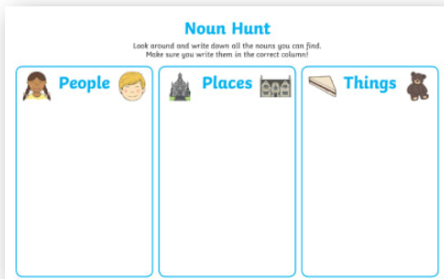 Noun Hunt
Look around and write down all the nouns you can find.
Make sure you write them in the correct column!
People
Places
Things